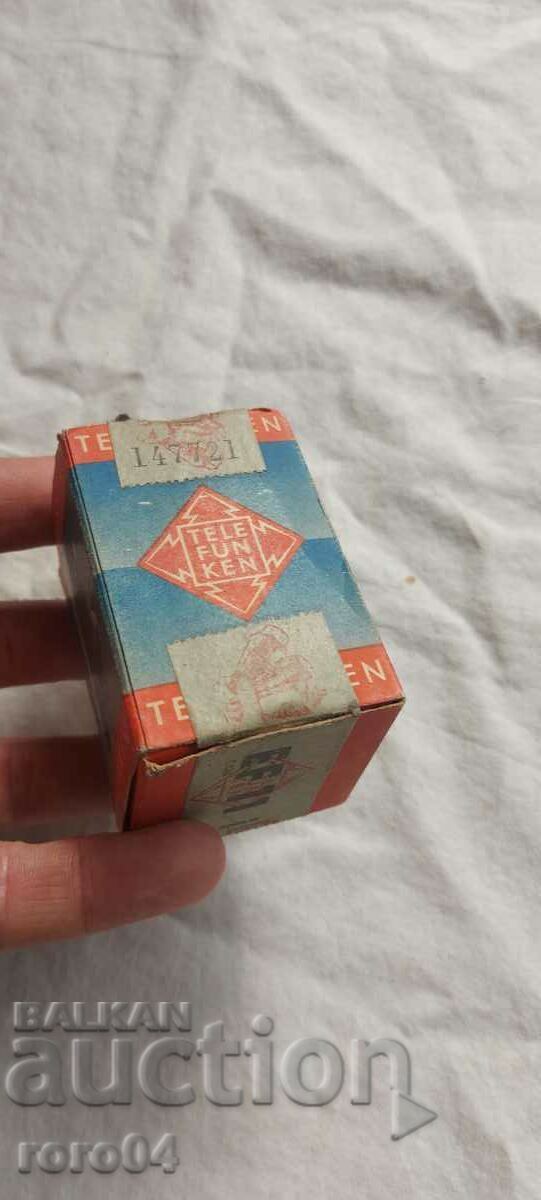 TE EN
147721
TELE
FUN
KEN
TE EN
BALKAN
auction
roro04